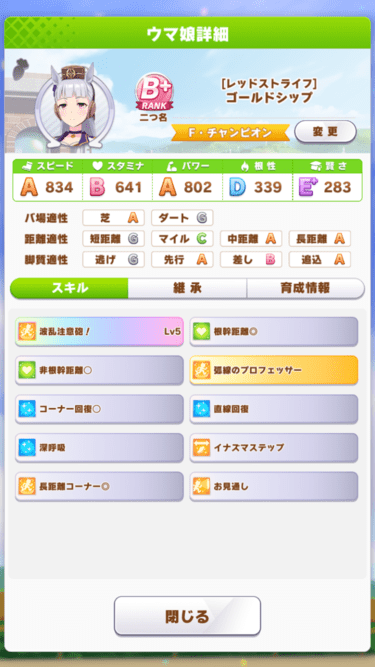 ウマ娘詳細
B+
RANK
二つ名
[レッドストライフ]
ゴールドシップ
F・チャンピオン
変更
スピード スタミナ パワー 根性 賢さ
A 834 B 641 A 802 D 339 E+ 283
バ場適性 芝 A ダート G
距離適性 短距離 G マイル C 中距離 A 長距離 A
脚質適性 逃げ G 先行 A 差し B 追込 A
スキル 継承 育成情報
波乱注意砲！ Lv5 根幹距離◎
非根幹距離○ 弧線のプロフェッサー
コーナー回復○ 直線回復
深呼吸 イナズマステップ
長距離コーナー◎ お見通し
閉じる